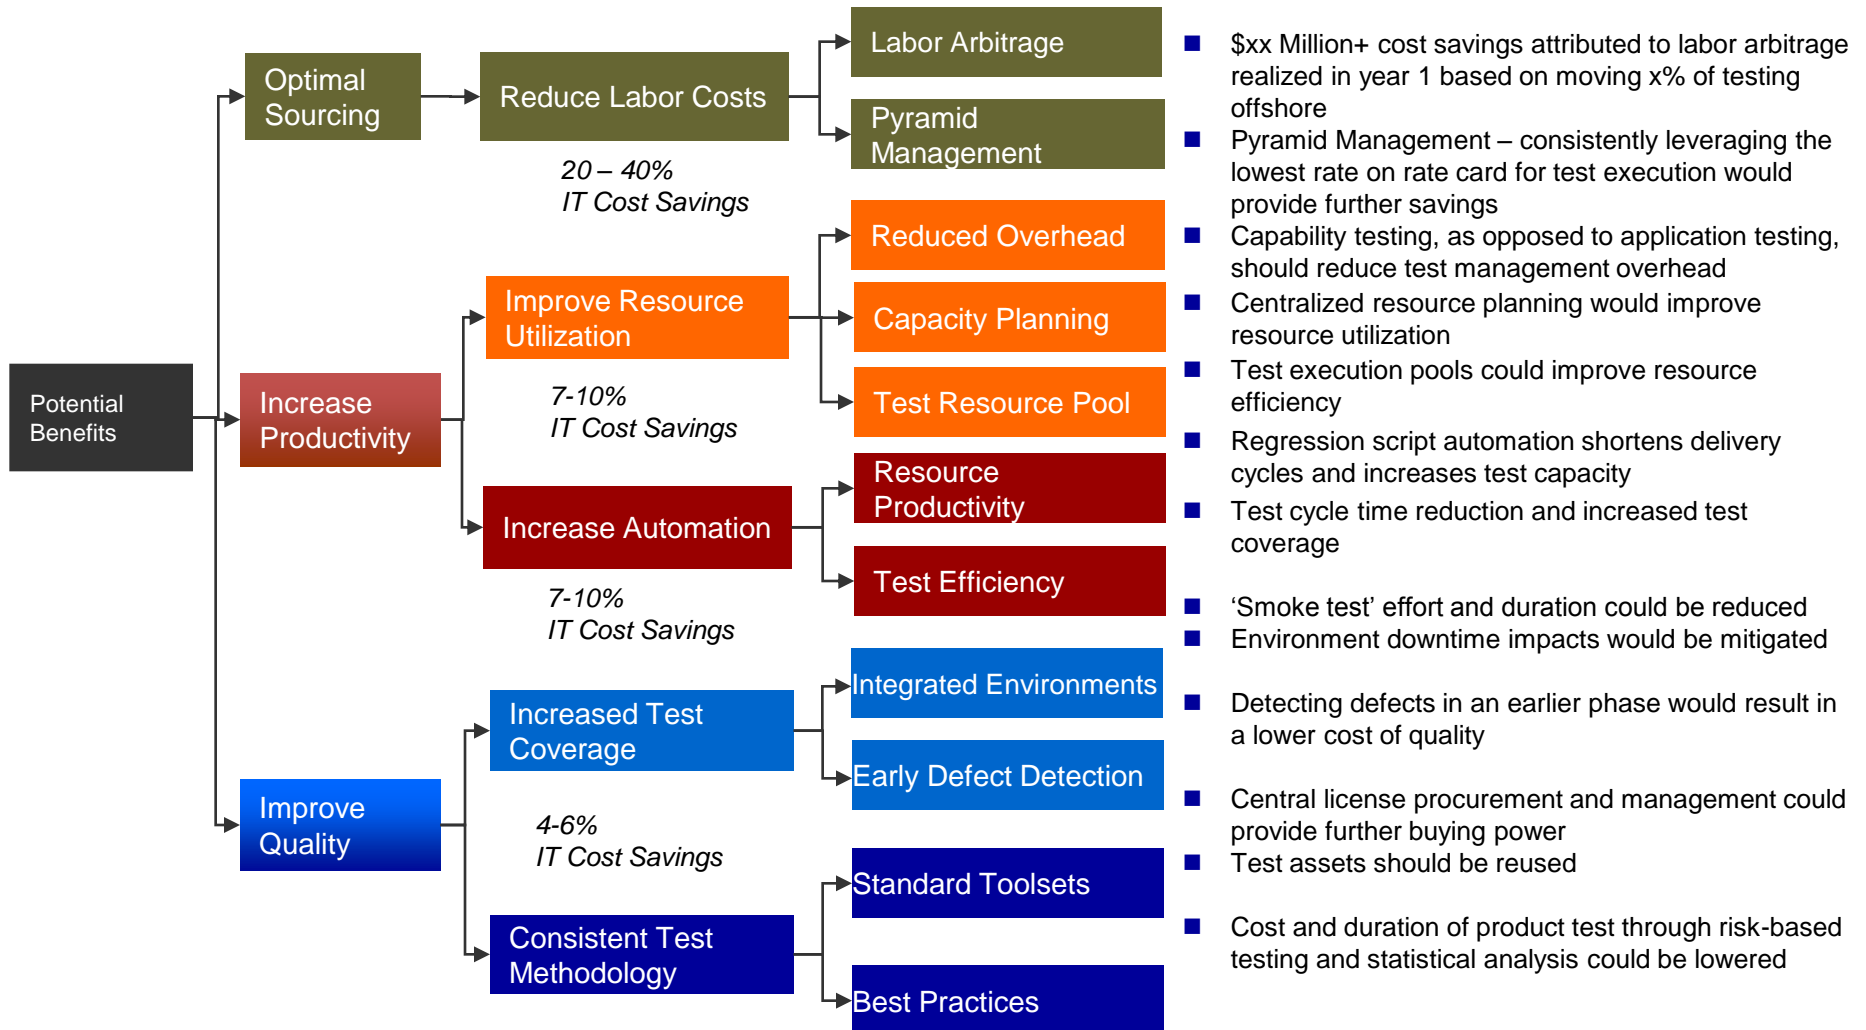 Potential
Benefits
Optimal
Sourcing
Reduce Labor Costs
20 – 40%
IT Cost Savings
Labor Arbitrage
Pyramid
Management
Increase
Productivity
Improve Resource
Utilization
7-10%
IT Cost Savings
Reduced Overhead
Capacity Planning
Test Resource Pool
Increase Automation
7-10%
IT Cost Savings
Resource
Productivity
Test Efficiency
Improve
Quality
Increased Test
Coverage
4-6%
IT Cost Savings
Integrated Environments
Early Defect Detection
Consistent Test
Methodology
Standard Toolsets
Best Practices
$xx Million+ cost savings attributed to labor arbitrage
realized in year 1 based on moving x% of testing
offshore
Pyramid Management – consistently leveraging the
lowest rate on rate card for test execution would
provide further savings
Capability testing, as opposed to application testing,
should reduce test management overhead
Centralized resource planning would improve
resource utilization
Test execution pools could improve resource
efficiency
Regression script automation shortens delivery
cycles and increases test capacity
Test cycle time reduction and increased test
coverage
‘Smoke test’ effort and duration could be reduced
Environment downtime impacts would be mitigated
Detecting defects in an earlier phase would result in
a lower cost of quality
Central license procurement and management could
provide further buying power
Test assets should be reused
Cost and duration of product test through risk-based
testing and statistical analysis could be lowered